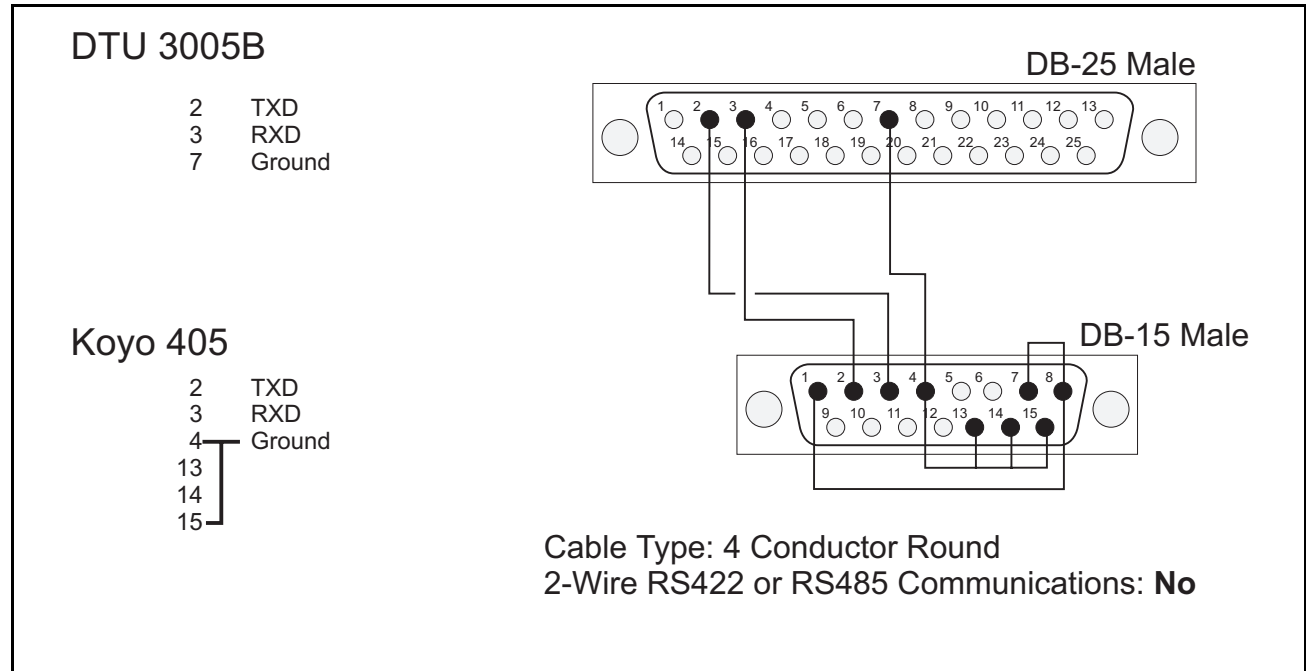 DTU 3005B
2 TXD
3 RXD
7 Ground
DB-25 Male
1 2 3 4 5 6 7 8 9 10 11 12 13
14 15 16 17 18 19 20 21 22 23 24 25
Koyo 405
2 TXD
3 RXD
4 Ground
13
14
15
DB-15 Male
1 2 3 4 5 6 7 8
9 10 11 12 13 14 15
Cable Type: 4 Conductor Round
2-Wire RS422 or RS485 Communications: No